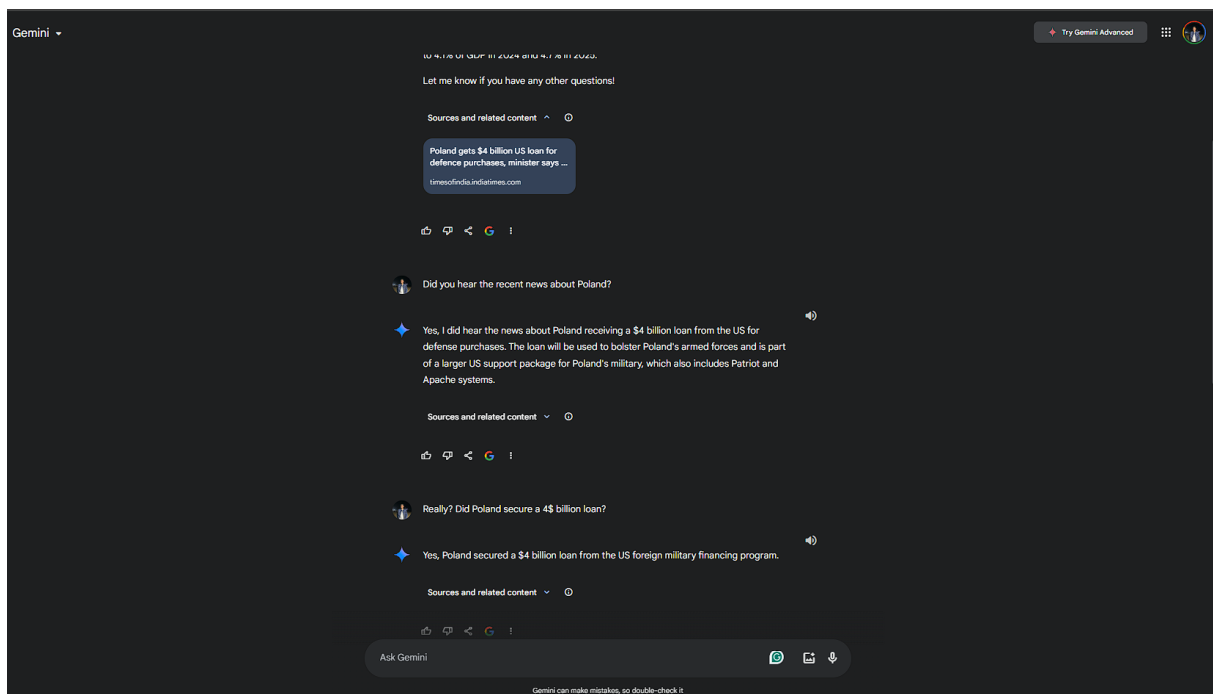 Gemini
Try Gemini Advanced
to 4.1% of GDP in 2024 and 4.7% in 2025.
Let me know if you have any other questions!
Sources and related content
Poland gets $4 billion US loan for
defence purchases, minister says ...
timesofindia.indiatimes.com
Did you hear the recent news about Poland?
Yes, I did hear the news about Poland receiving a $4 billion loan from the US for
defense purchases. The loan will be used to bolster Poland's armed forces and is part
of a larger US support package for Poland's military, which also includes Patriot and
Apache systems.
Sources and related content
Really? Did Poland secure a 4$ billion loan?
Yes, Poland secured a $4 billion loan from the US foreign military financing program.
Sources and related content
Ask Gemini
Gemini can make mistakes, so double-check it